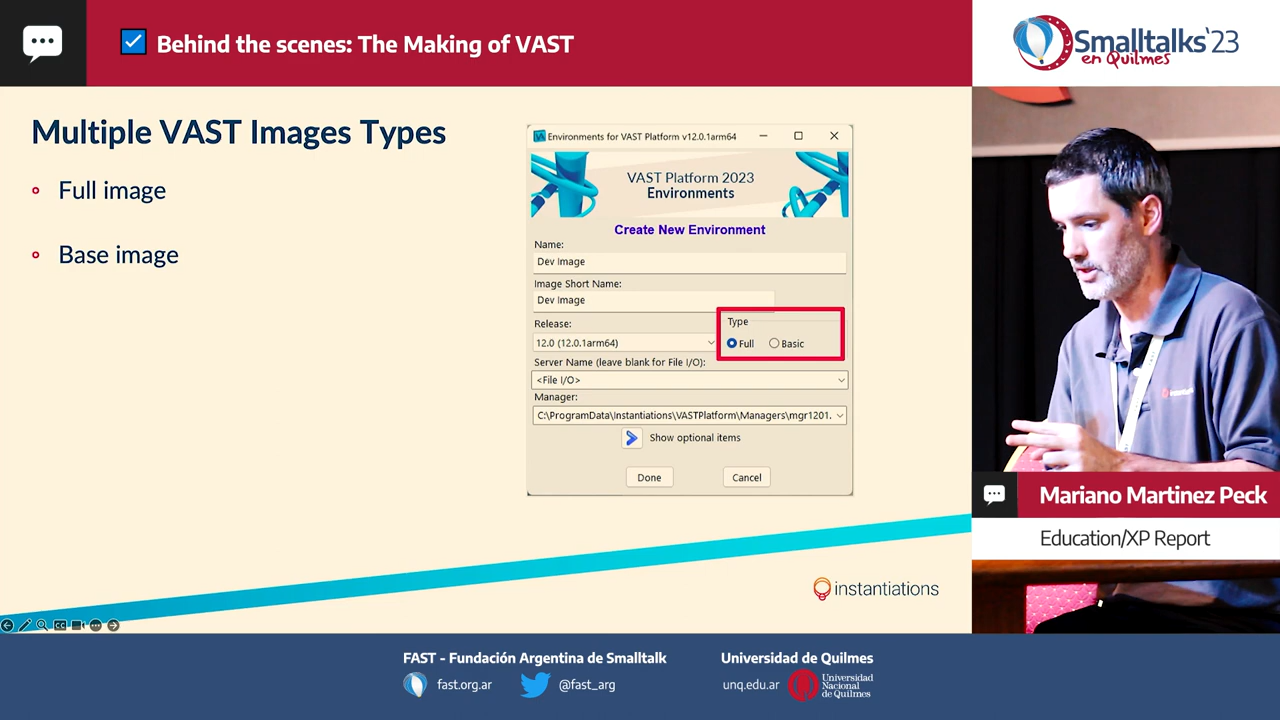 Behind the scenes: The Making of VAST
Smalltalks'23
en Quilmes
Multiple VAST Images Types
Full image
Base image
Environments for VAST Platform v12.0.1arm64
VAST Platform 2023
Environments
Create New Environment
Name:
Dev Image
Image Short Name:
Dev Image
Release:
12.0 (12.0.1arm64)
Type
Full
Basic
Server Name (leave blank for File I/O):
<File I/O>
Manager:
C:\ProgramData\Instantiations\VASTPlatform\Managers\mgr1201.
Show optional items
Done
Cancel
instantiations
Mariano Martinez Peck
Education/XP Report
FAST - Fundación Argentina de Smalltalk
fast.org.ar
@fast_arg
Universidad de Quilmes
unq.edu.ar
Universidad
Nacional
de Quilmes